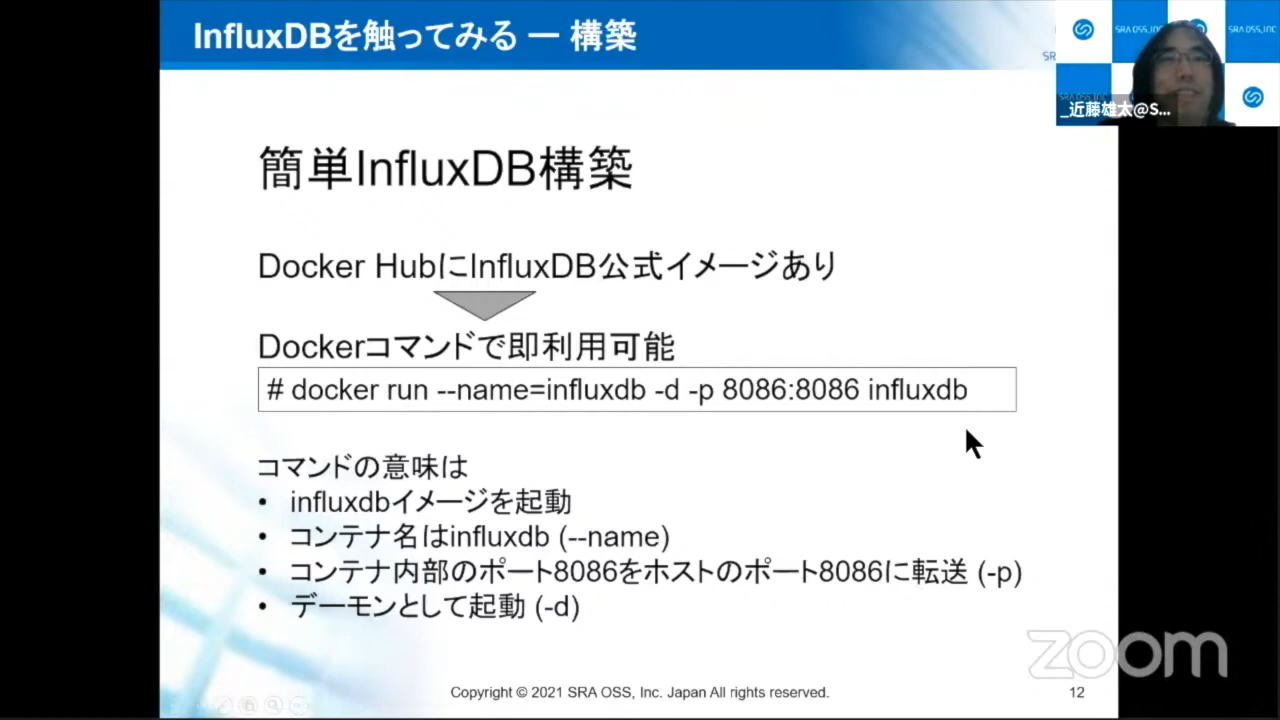 InfluxDBを触ってみる ー 構築
SRA OSS, INC
SRA OSS, INC
SR
_近藤雄太@S...
簡単InfluxDB構築
Docker HubにInfluxDB公式イメージあり
Dockerコマンドで即利用可能
# docker run --name=influxdb -d -p 8086:8086 influxdb
コマンドの意味は
• influxdbイメージを起動
• コンテナ名はinfluxdb (--name)
• コンテナ内部のポート8086をホストのポート8086に転送 (-p)
• デーモンとして起動 (-d)
zoom
Copyright © 2021 SRA OSS, Inc. Japan All rights reserved.
12